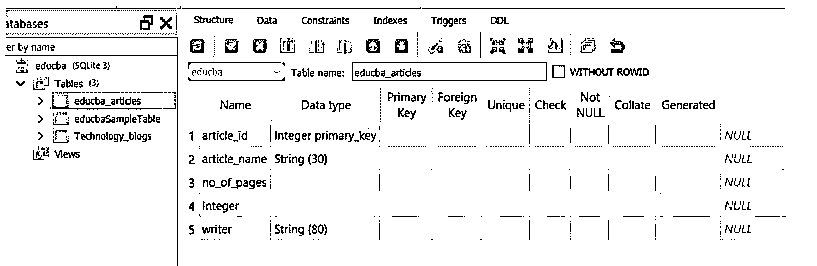 atabases
er by name
educba (SQLite 3)
Tables (3)
educba_articles
educbaSampleTable
Technology_blogs
Views
Structure Data Constraints Indexes Triggers DDL
educba Table name: educba_articles WITHOUT ROWID
Name Data type Primary Key Foreign Key Unique Check Not NULL Collate Generated
1 article_id Integer primary_key NULL
2 article_name String (30) NULL
3 no_of_pages NULL
4 integer NULL
5 writer String (80) NULL